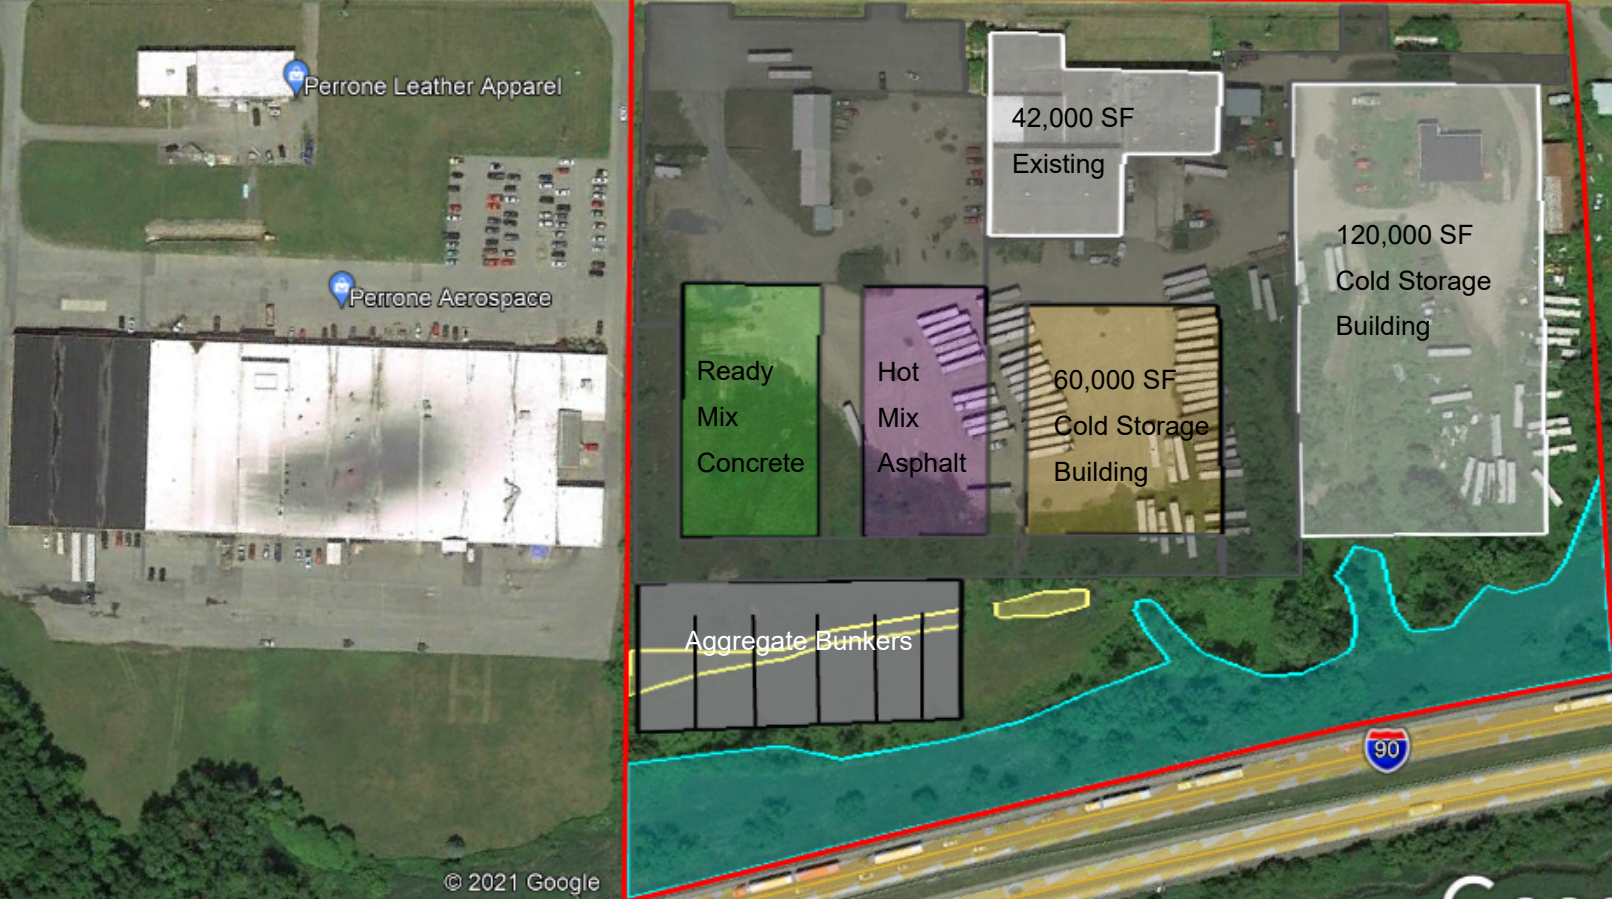 Perrone Leather Apparel
42,000 SF
Existing
120,000 SF
Cold Storage
Building
Perrone Aerospace
Ready
Mix
Concrete
Hot
Mix
Asphalt
60,000 SF
Cold Storage
Building
Aggregate Bunkers
90
© 2021 Google